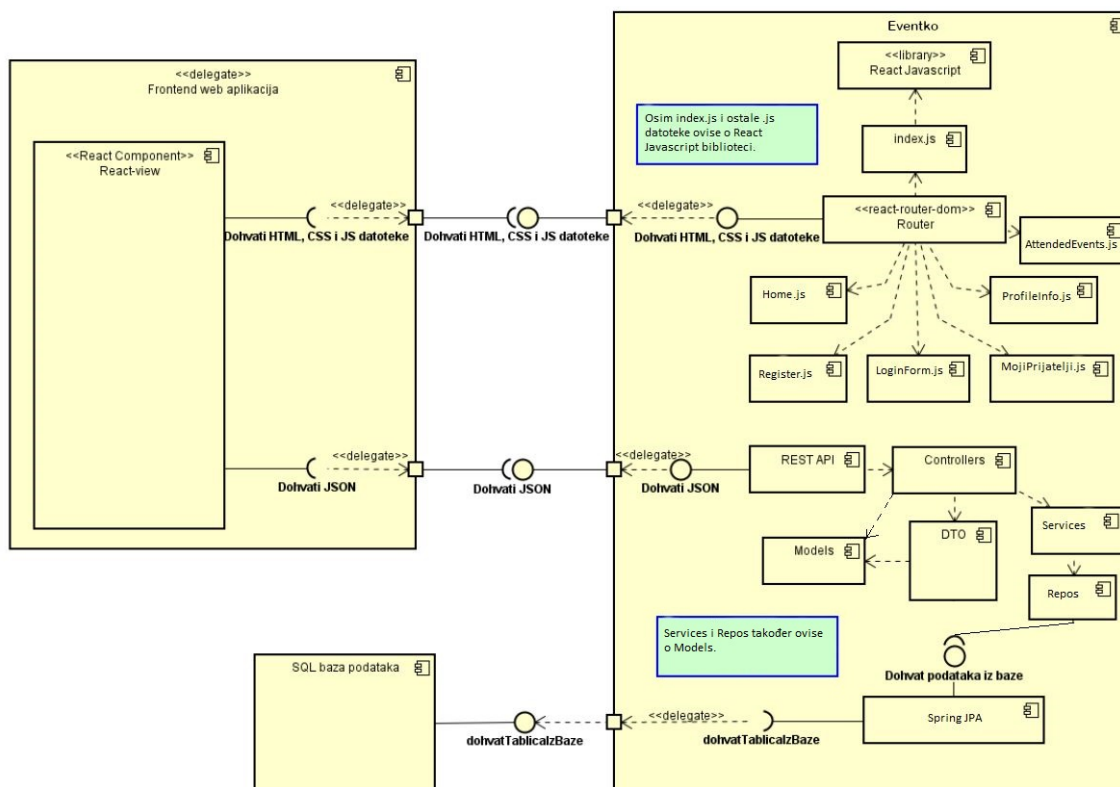 Eventko
<<delegate>>
Frontend web aplikacija
<<React Component>>
React-view
<<library>>
React Javascript
Osim index.js i ostale .js
datoteke ovise o React
Javascript biblioteci.
index.js
<<delegate>>
Dohvati HTML, CSS i JS datoteke
Dohvati HTML, CSS i JS datoteke
<<delegate>>
Dohvati HTML, CSS i JS datoteke
<<react-router-dom>>
Router
AttendedEvents.js
Home.js
ProfileInfo.js
Register.js
LoginForm.js
MojiPrijatelji.js
<<delegate>>
Dohvati JSON
Dohvati JSON
<<delegate>>
Dohvati JSON
REST API
Controllers
Models
DTO
Services
Repos
Services i Repos također ovise
o Models.
Dohvat podataka iz baze
SQL baza podataka
dohvatTablicaIzBaze
<<delegate>>
dohvatTablicaIzBaze
Spring JPA